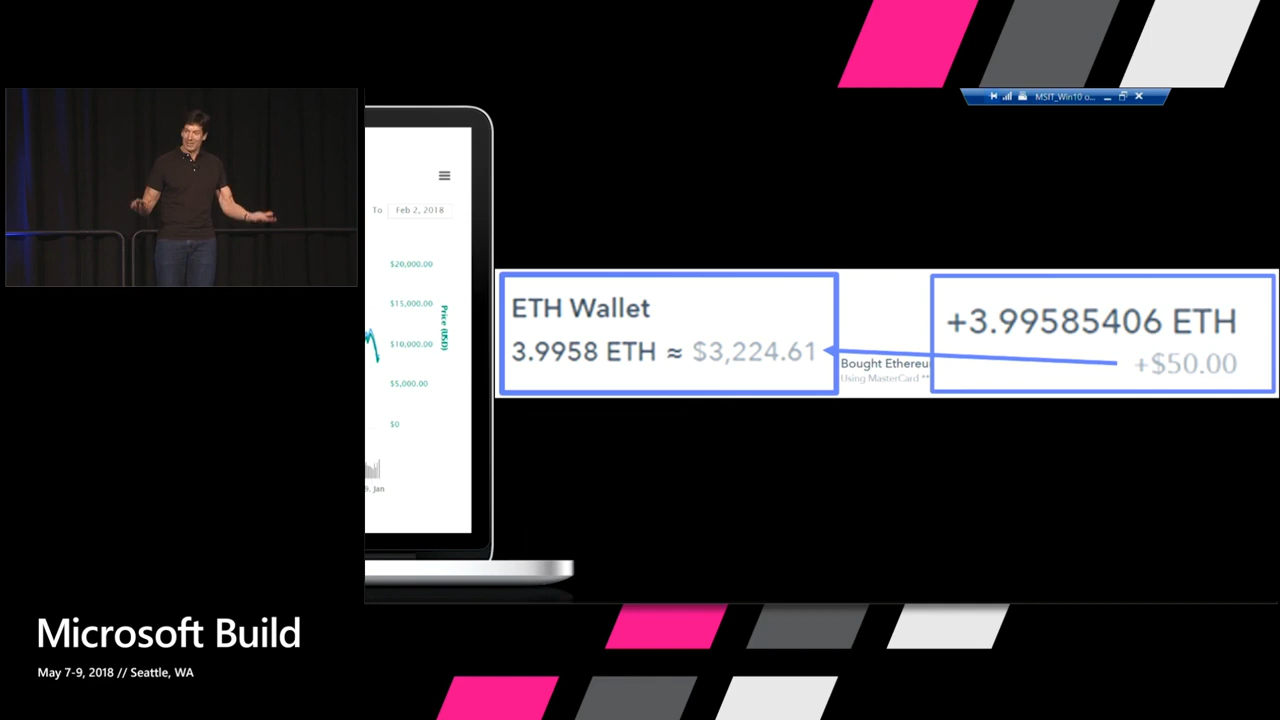 MSIT_Win10 o...
To Feb 2, 2018
$20,000.00
$15,000.00
$10,000.00
$5,000.00
$0
Price (USD)
9. Jan
ETH Wallet
3.9958 ETH ≈ $3,224.61
Bought Ethereu
Using MasterCard **
+3.99585406 ETH
+$50.00
Microsoft Build
May 7-9, 2018 // Seattle, WA